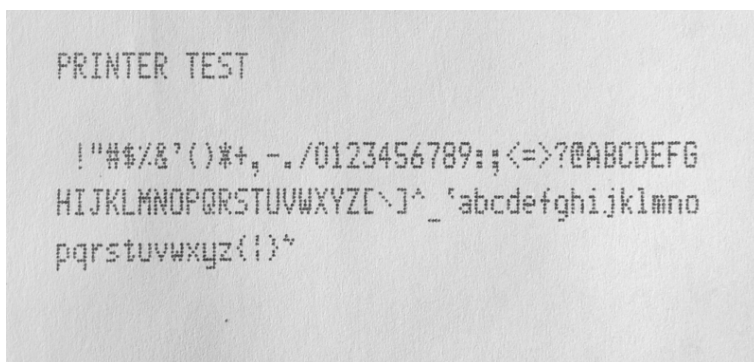 PRINTER TEST
!"#$%&'()*+,-./0123456789:;<=>?@ABCDEFG
HIJKLMNOPQRSTUVWXYZ[\]^_`abcdefghijklmno
pqrstuvwxyz{¦}~